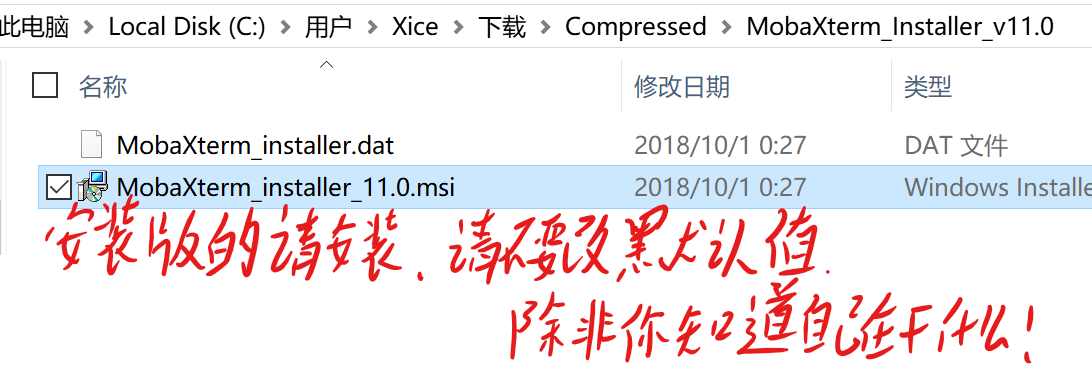 此电脑 > Local Disk (C:) > 用户 > Xice > 下载 > Compressed > MobaXterm_Installer_v11.0
名称 修改日期 类型
MobaXterm_installer.dat 2018/10/1 0:27 DAT 文件
MobaXterm_installer_11.0.msi 2018/10/1 0:27 Windows Installe
安装版的请安装、请不要改默认值.
除非你知道自己在干什么!